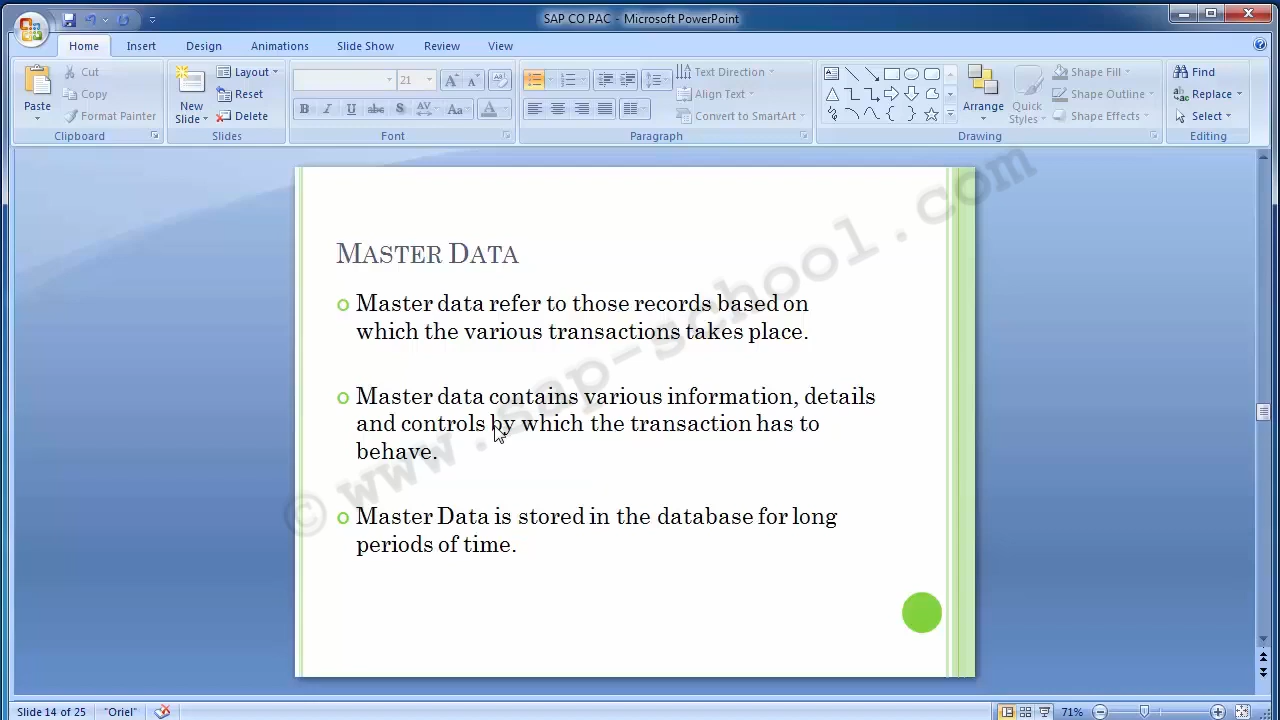 SAP CO PAC - Microsoft PowerPoint
Home Insert Design Animations Slide Show Review View
Paste Cut Copy Format Painter
Clipboard
New Slide Layout Reset Delete
Slides
21
B I U abc S AV Aa A
Font
Text Direction Align Text Convert to SmartArt
Paragraph
Arrange Quick Styles Shape Fill Shape Outline Shape Effects
Drawing
Find Replace Select
Editing
MASTER DATA
Master data refer to those records based on
which the various transactions takes place.
Master data contains various information, details
and controls by which the transaction has to
behave.
Master Data is stored in the database for long
periods of time.
© www.sap-school.com
Slide 14 of 25 "Oriel" 71%